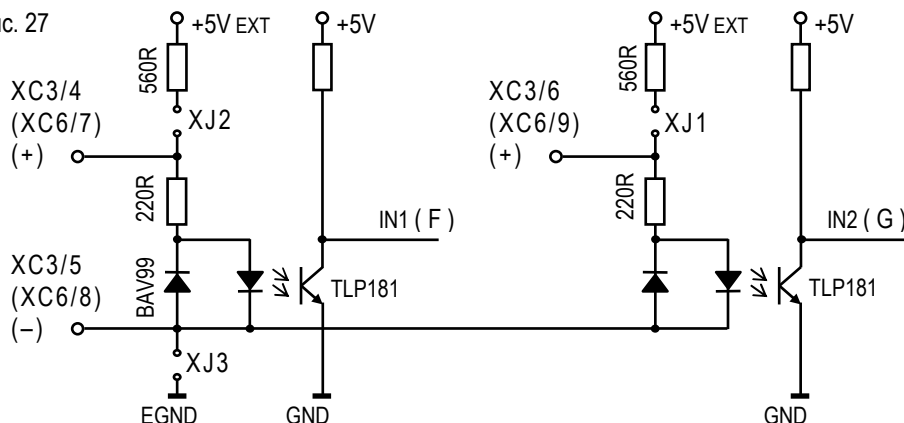 ис. 27
+5V EXT
+5V
+5V EXT
+5V
560R
560R
XC3/4
(XC6/7)
(+)
XJ2
XC3/6
(XC6/9)
(+)
XJ1
220R
220R
IN1 ( F )
IN2 ( G )
XC3/5
(XC6/8)
(–)
BAV99
TLP181
TLP181
XJ3
EGND
GND
GND